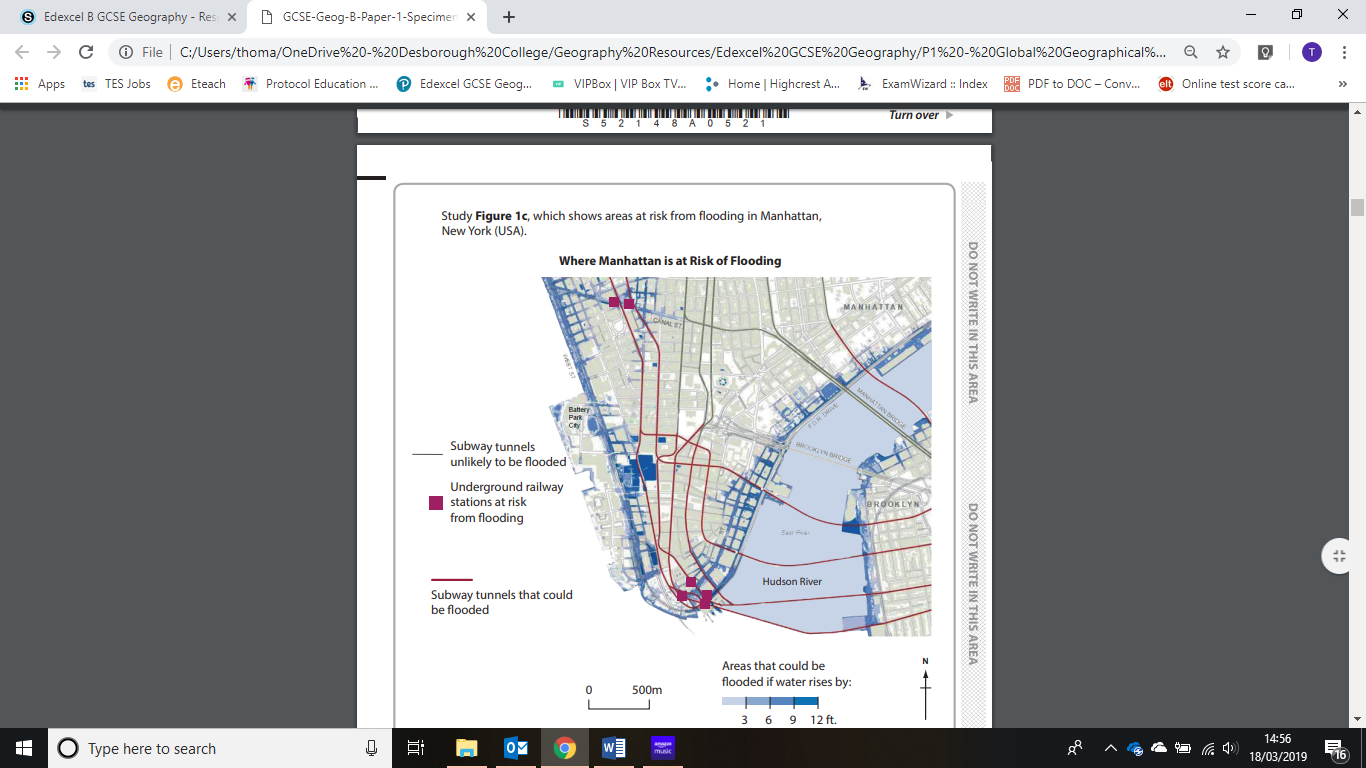 Edexcel B GCSE Geography - Res
GCSE-Geog-B-Paper-1-Specimen
File
C:/Users/thoma/OneDrive%20-%20Desborough%20College/Geography%20Resources/Edexcel%20GCSE%20Geography/P1%20-%20Global%20Geographical%...
T
Apps
tes TES Jobs
Eteach
Protocol Education ...
Edexcel GCSE Geog...
VIPBox | VIP Box TV...
Home | Highcrest A...
ExamWizard :: Index
PDF to DOC – Conv...
elt Online test score ca...
»
S 5 2 1 4 8 A 0 5 2 1
Turn over
Study Figure 1c, which shows areas at risk from flooding in Manhattan,
New York (USA).
Where Manhattan is at Risk of Flooding
MANHATTAN
CANAL ST.
WEST ST
Battery
Park
City
MANHATTAN BRIDGE
F.D.R. DRIVE
BROOKLYN BRIDGE
BROOKLYN
East River
Hudson River
Subway tunnels
unlikely to be flooded
Underground railway
stations at risk
from flooding
Subway tunnels that could
be flooded
0 500m
Areas that could be
flooded if water rises by:
3 6 9 12 ft.
N
DO NOT WRITE IN THIS AREA
DO NOT WRITE IN THIS AREA
Type here to search
amazon
music
14:56
18/03/2019
16